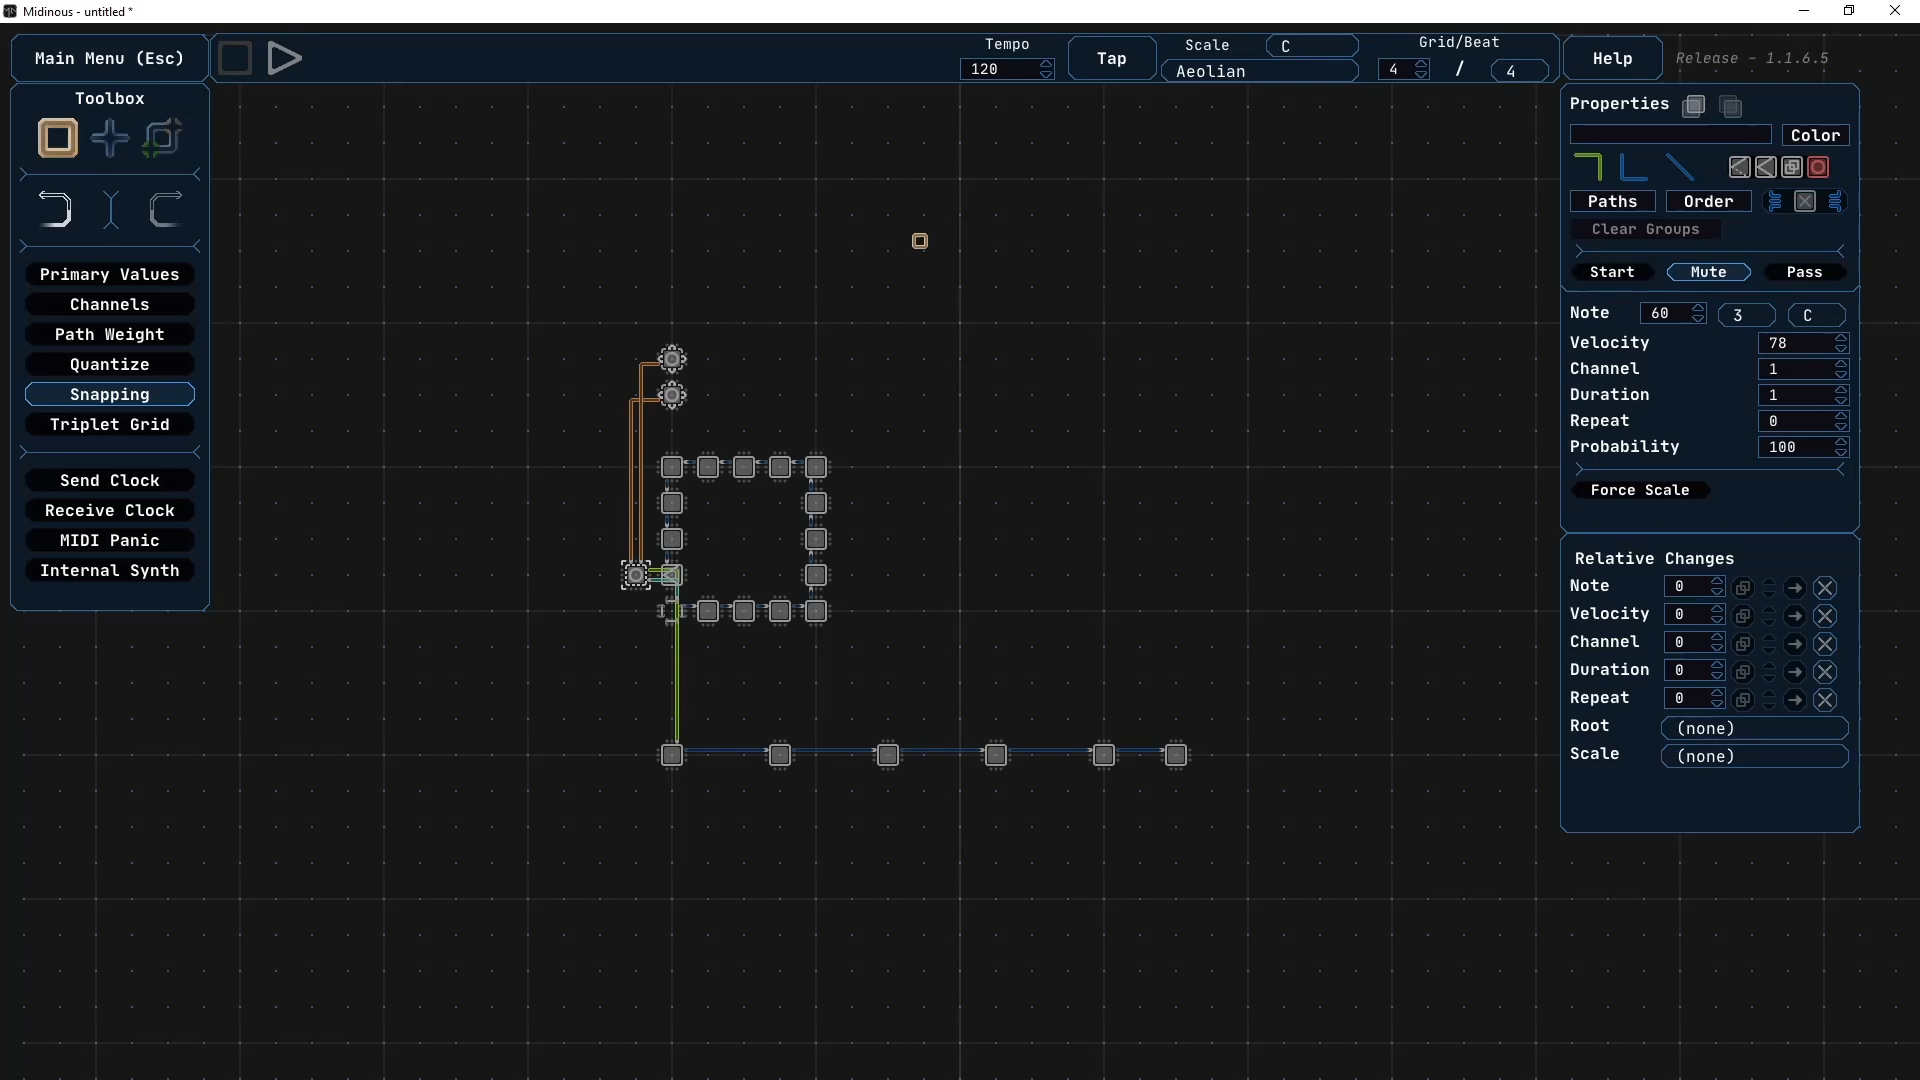 Midinous - untitled *
Main Menu (Esc)
Tempo
120
Tap
Scale
C
Aeolian
Grid/Beat
4 / 4
Help
Release - 1.1.6.5
Toolbox
Primary Values
Channels
Path Weight
Quantize
Snapping
Triplet Grid
Send Clock
Receive Clock
MIDI Panic
Internal Synth
Properties
Color
Paths
Order
Clear Groups
Start
Mute
Pass
Note 60 3 C
Velocity 78
Channel 1
Duration 1
Repeat 0
Probability 100
Force Scale
Relative Changes
Note 0
Velocity 0
Channel 0
Duration 0
Repeat 0
Root (none)
Scale (none)